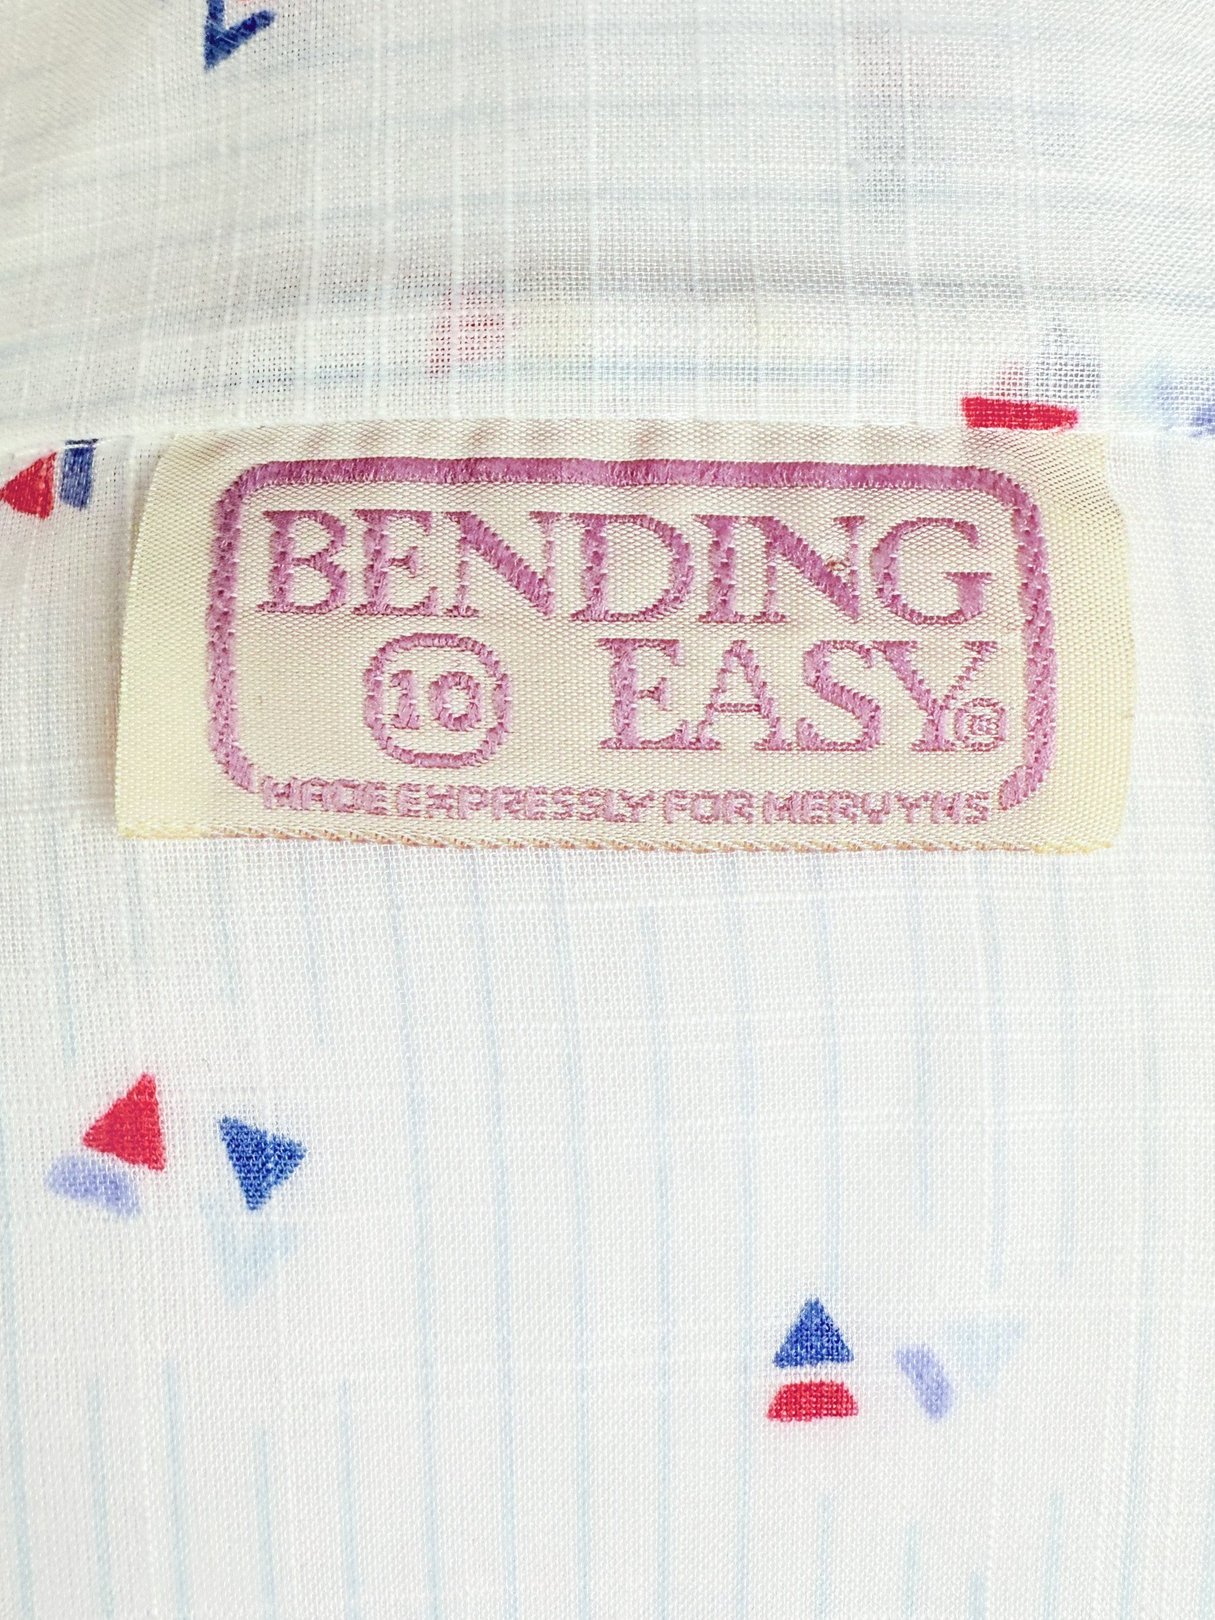 BENDING
10 EASY®
MADE EXPRESSLY FOR MERVYNS